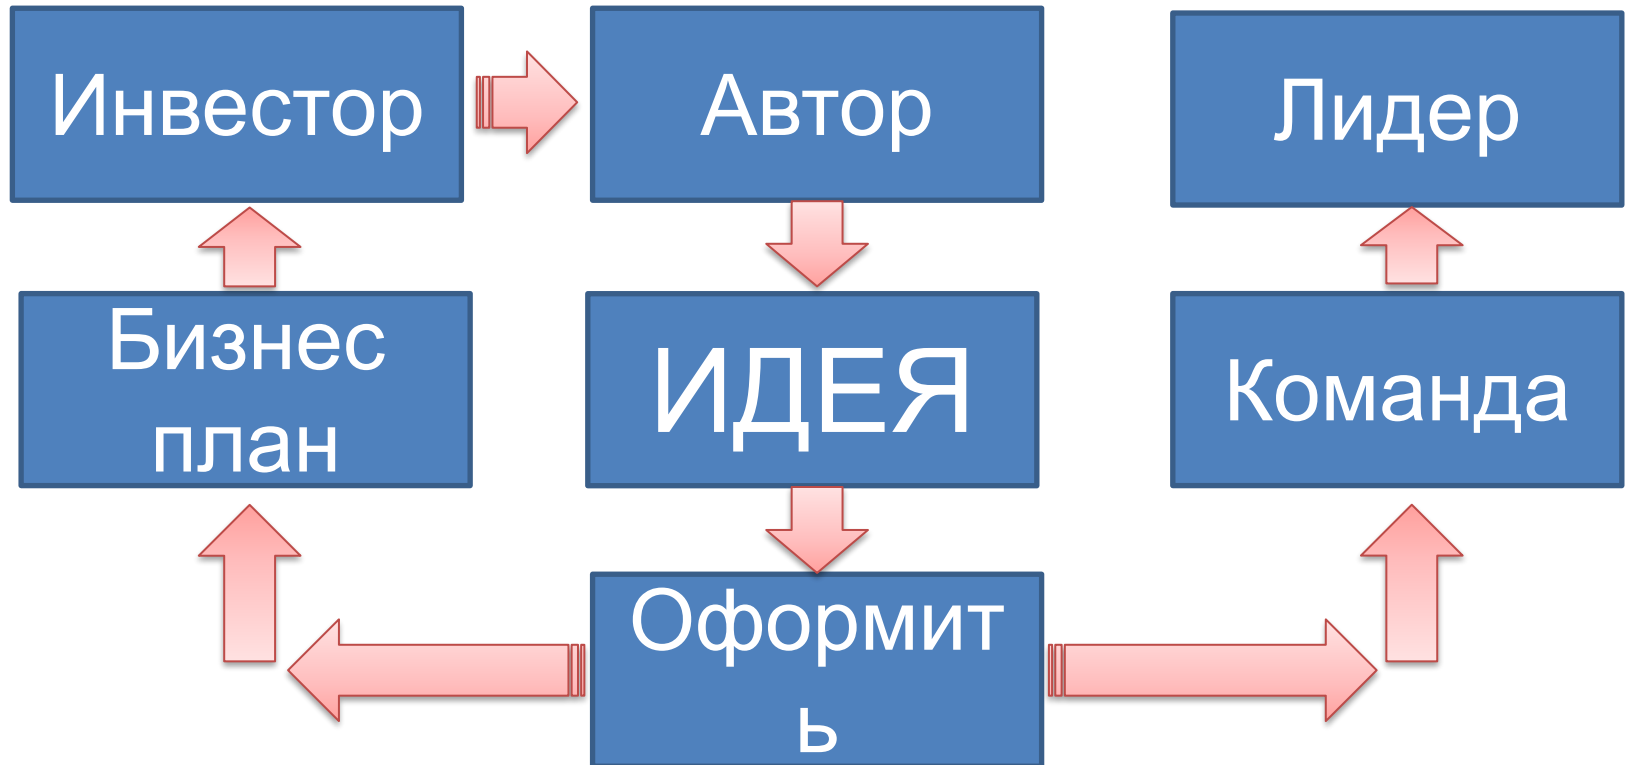 Инвестор
Автор
Лидер
Бизнес
план
ИДЕЯ
Команда
Оформит
ь